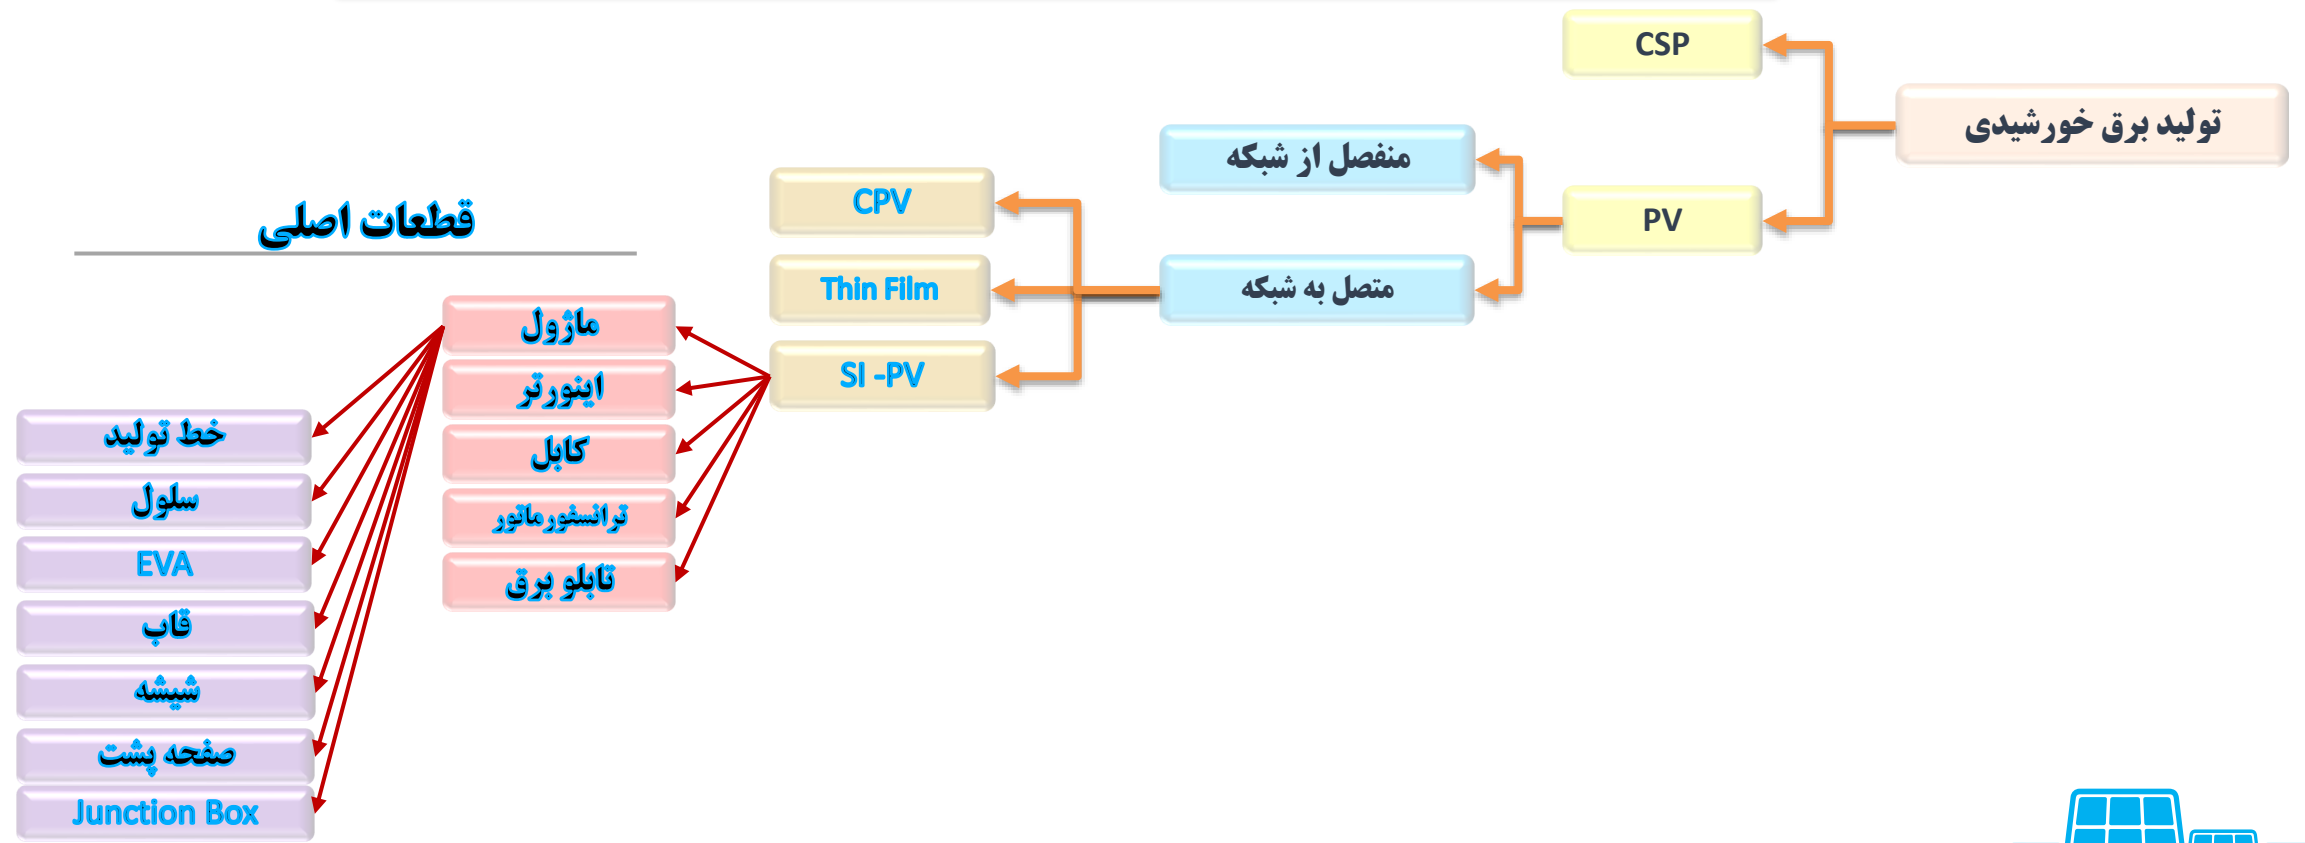 تولید برق خورشیدی
CSP
PV
منفصل از شبکه
متصل به شبکه
CPV
Thin Film
SI -PV
قطعات اصلی
ماژول
اینورتر
کابل
ترانسفورماتور
تابلو برق
خط تولید
سلول
EVA
قاب
شیشه
صفحه پشت
Junction Box